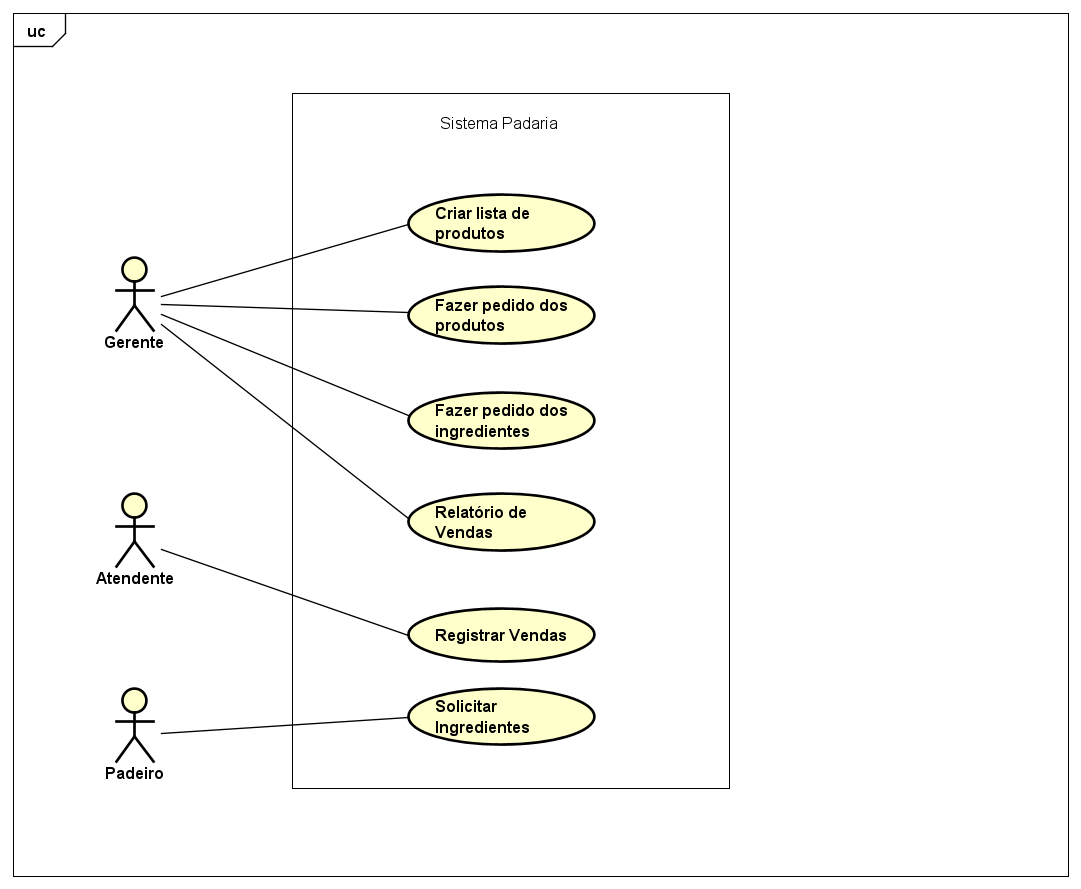 uc
Sistema Padaria
Criar lista de
produtos
Fazer pedido dos
produtos
Gerente
Fazer pedido dos
ingredientes
Relatório de
Vendas
Atendente
Registrar Vendas
Solicitar
Ingredientes
Padeiro